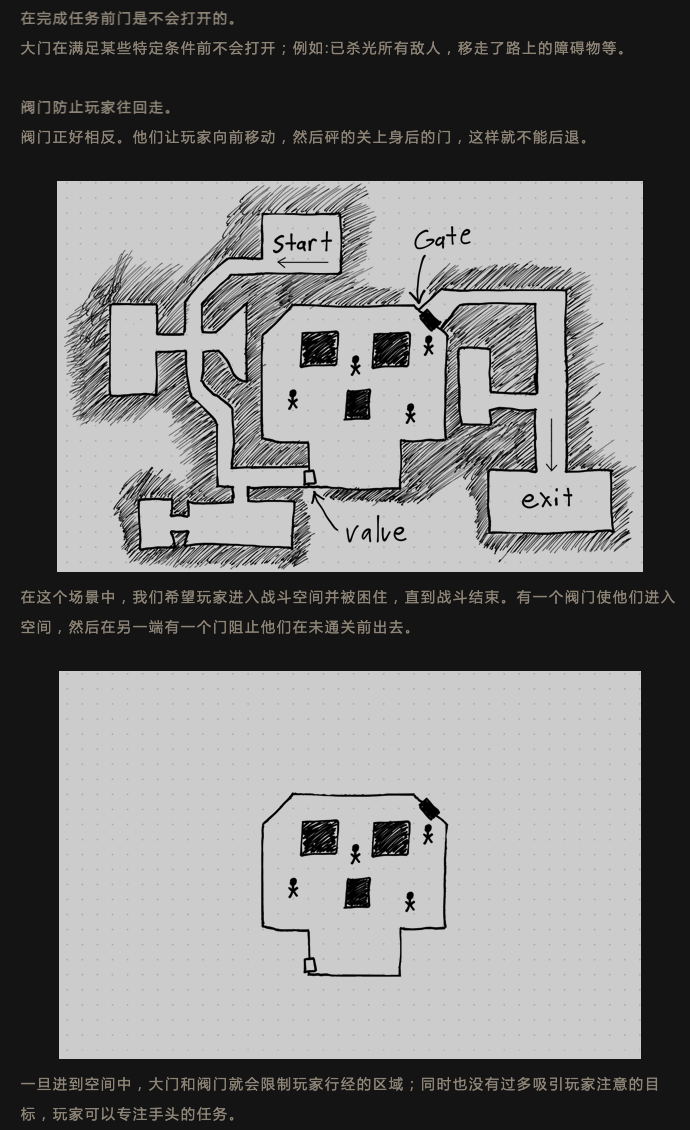 在完成任务前门是不会打开的。
大门在满足某些特定条件前不会打开；例如:已杀光所有敌人，移走了路上的障碍物等。
阀门防止玩家往回走。
阀门正好相反。他们让玩家向前移动，然后砰的关上身后的门，这样就不能后退。
Start
Gate
exit
value
在这个场景中，我们希望玩家进入战斗空间并被困住，直到战斗结束。有一个阀门使他们进入
空间，然后在另一端有一个门阻止他们在未通关前出去。
一旦进到空间中，大门和阀门就会限制玩家行经的区域；同时也没有过多吸引玩家注意的目
标，玩家可以专注手头的任务。